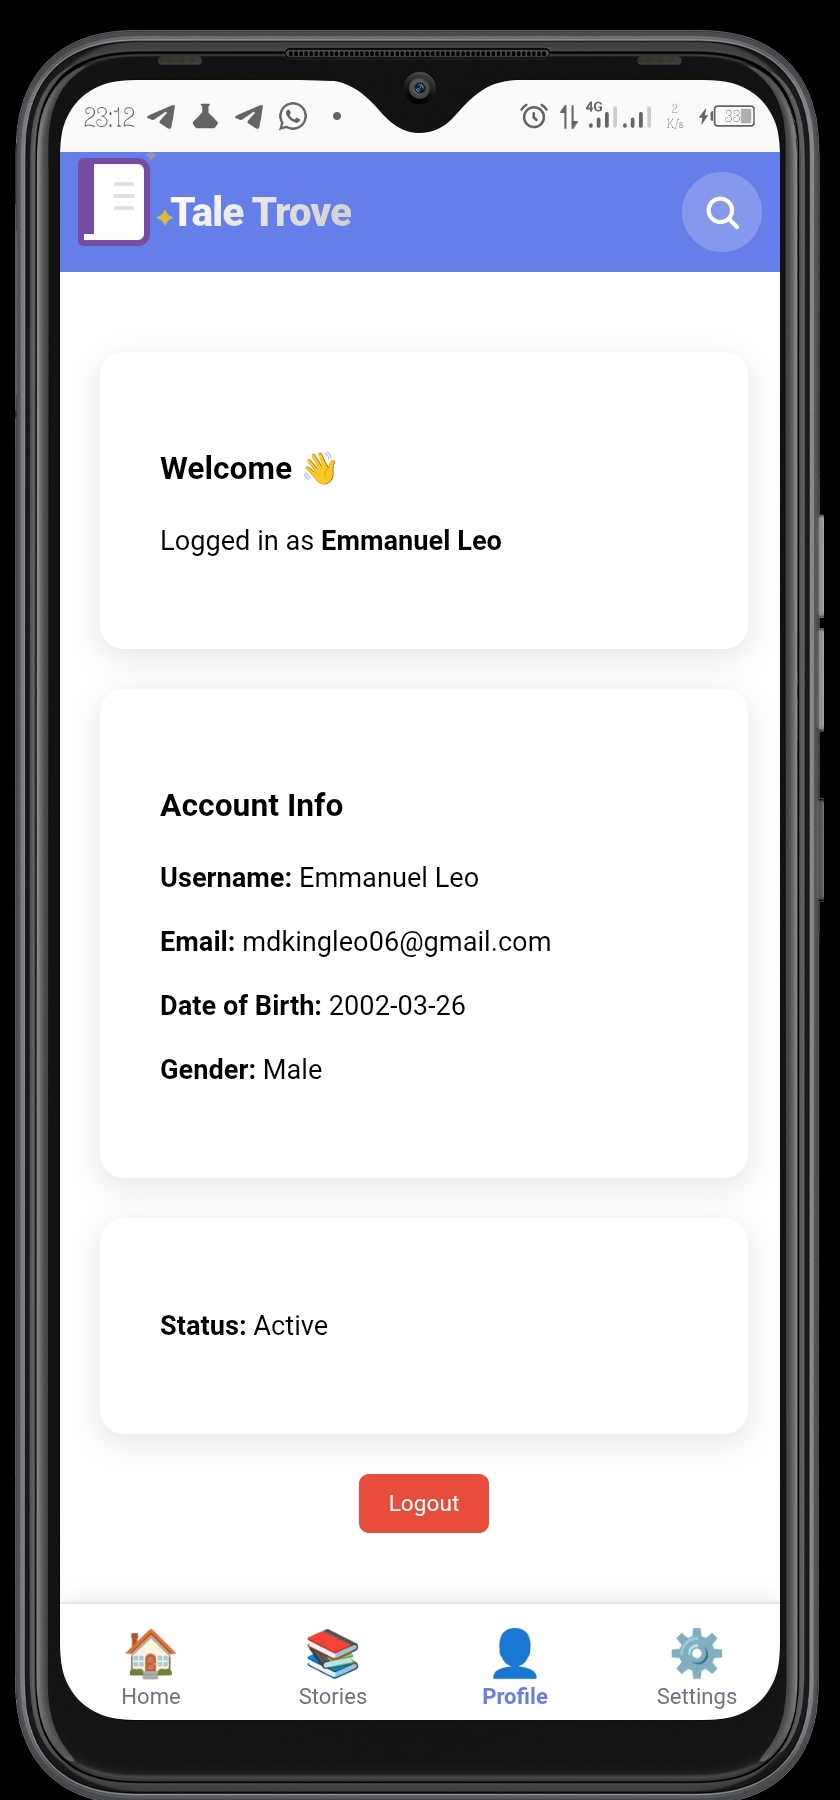 23:12
4G
2
K/s
33
Tale Trove
Welcome 👋
Logged in as Emmanuel Leo
Account Info
Username: Emmanuel Leo
Email: mdkingleo06@gmail.com
Date of Birth: 2002-03-26
Gender: Male
Status: Active
Logout
Home
Stories
Profile
Settings